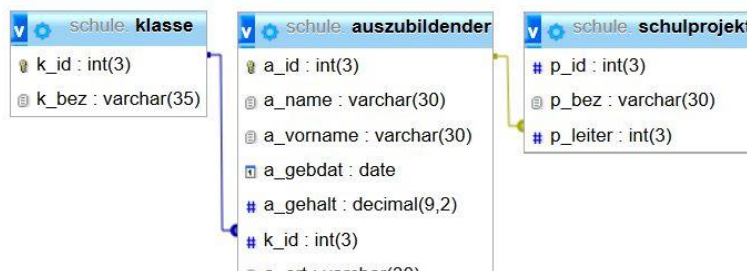 schule. klasse
k_id : int(3)
k_bez : varchar(35)
schule. auszubildender
a_id : int(3)
a_name : varchar(30)
a_vorname : varchar(30)
a_gebdat : date
# a_gehalt : decimal(9,2)
# k_id : int(3)
schule. schulprojekt
# p_id : int(3)
p_bez : varchar(30)
# p_leiter : int(3)